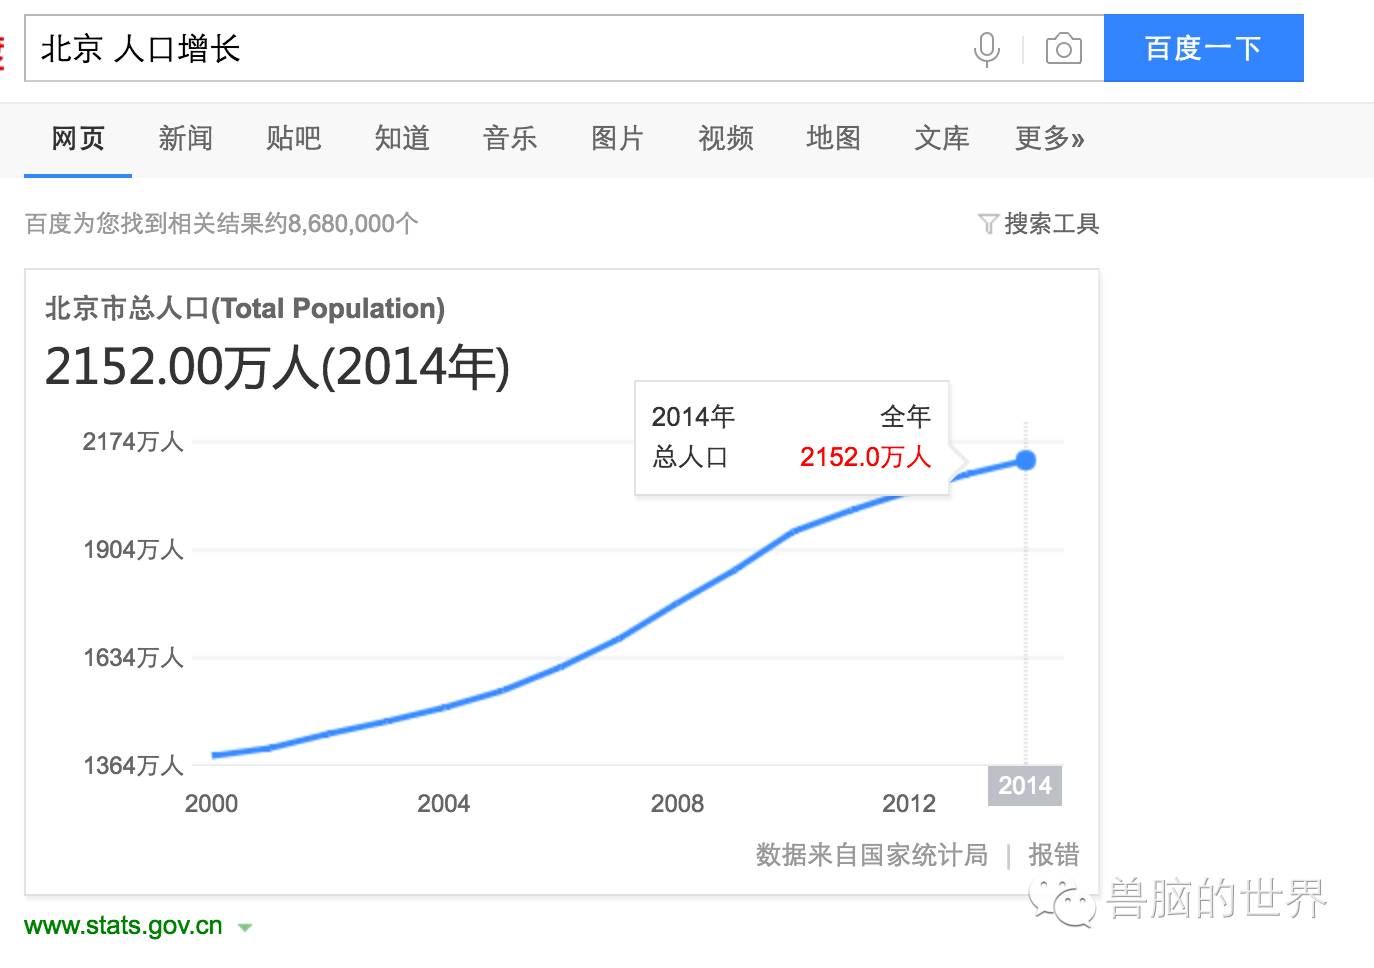 北京 人口增长
百度一下
网页 新闻 贴吧 知道 音乐 图片 视频 地图 文库 更多»
百度为您找到相关结果约8,680,000个
搜索工具
北京市总人口(Total Population)
2152.00万人(2014年)
2014年 全年
总人口 2152.0万人
2174万人
1904万人
1634万人
1364万人
2000 2004 2008 2012 2014
数据来自国家统计局 | 报错
兽脑的世界
www.stats.gov.cn